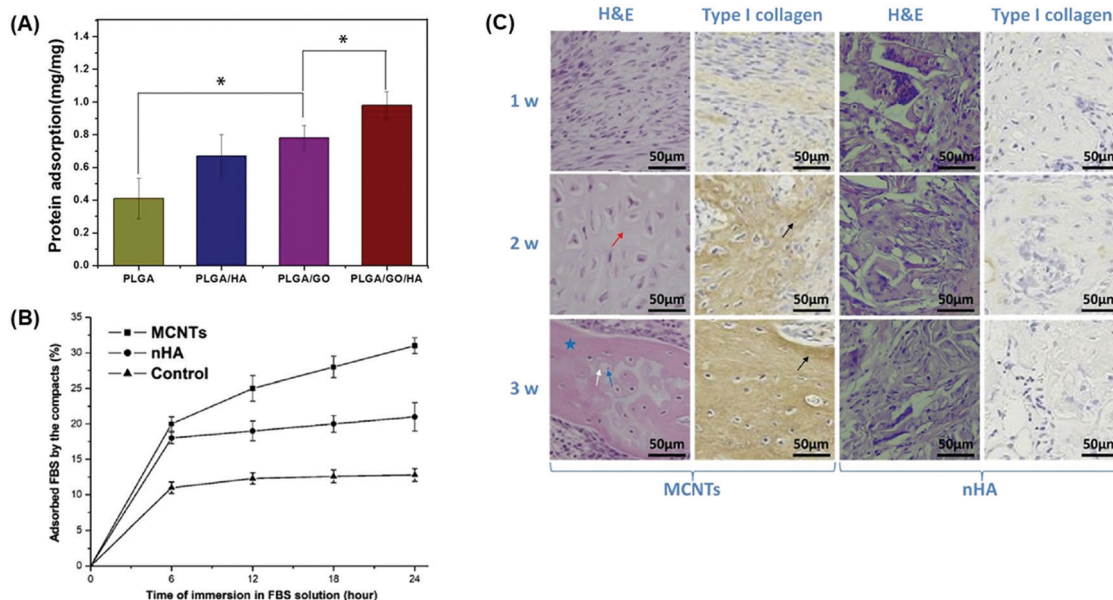 (A)
Protein adsorption(mg/mg)
1.4
1.2
1.0
0.8
0.6
0.4
0.2
0.0
*
*
PLGA PLGA/HA PLGA/GO PLGA/GO/HA
(B)
Adsorbed FBS by the compacts (%)
35
30
25
20
15
10
5
0
MCNTs
nHA
Control
0 6 12 18 24
Time of immersion in FBS solution (hour)
(C)
H&E Type I collagen H&E Type I collagen
1 w
50μm 50μm 50μm 50μm
2 w
50μm 50μm 50μm 50μm
3 w
50μm 50μm 50μm 50μm
MCNTs nHA